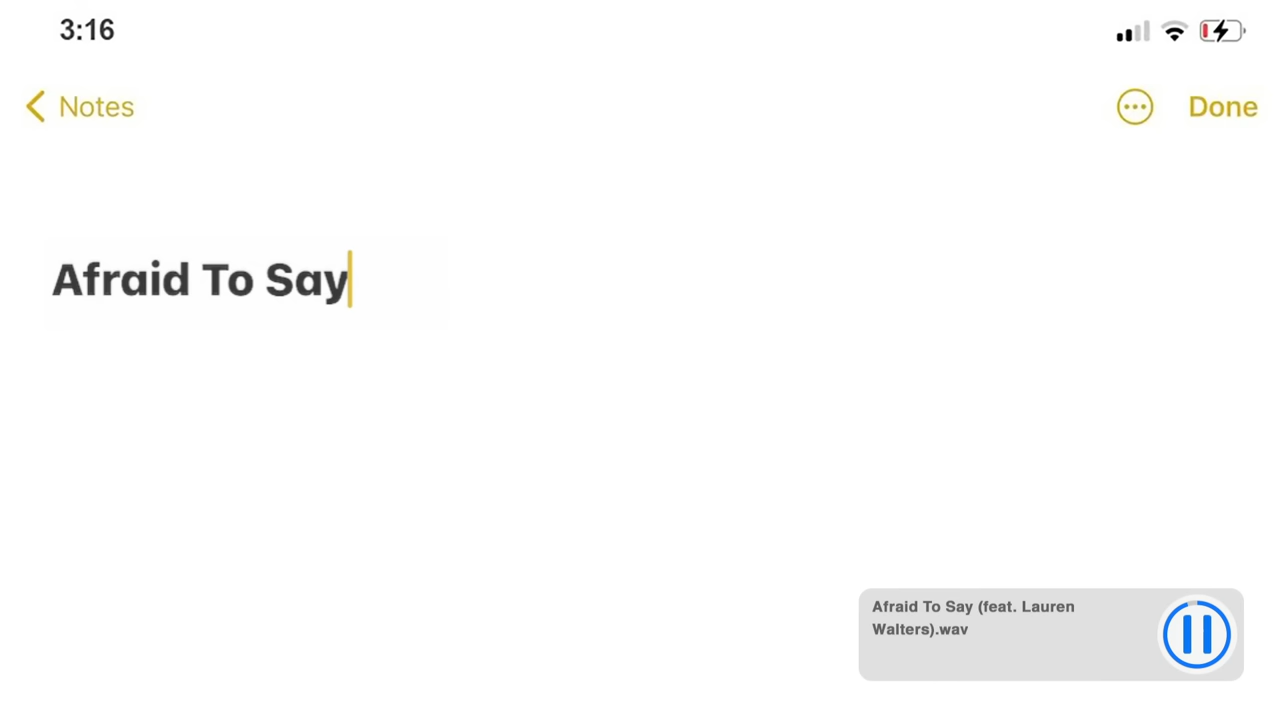 3:16
Notes
Done
Afraid To Say
Afraid To Say (feat. Lauren
Walters).wav